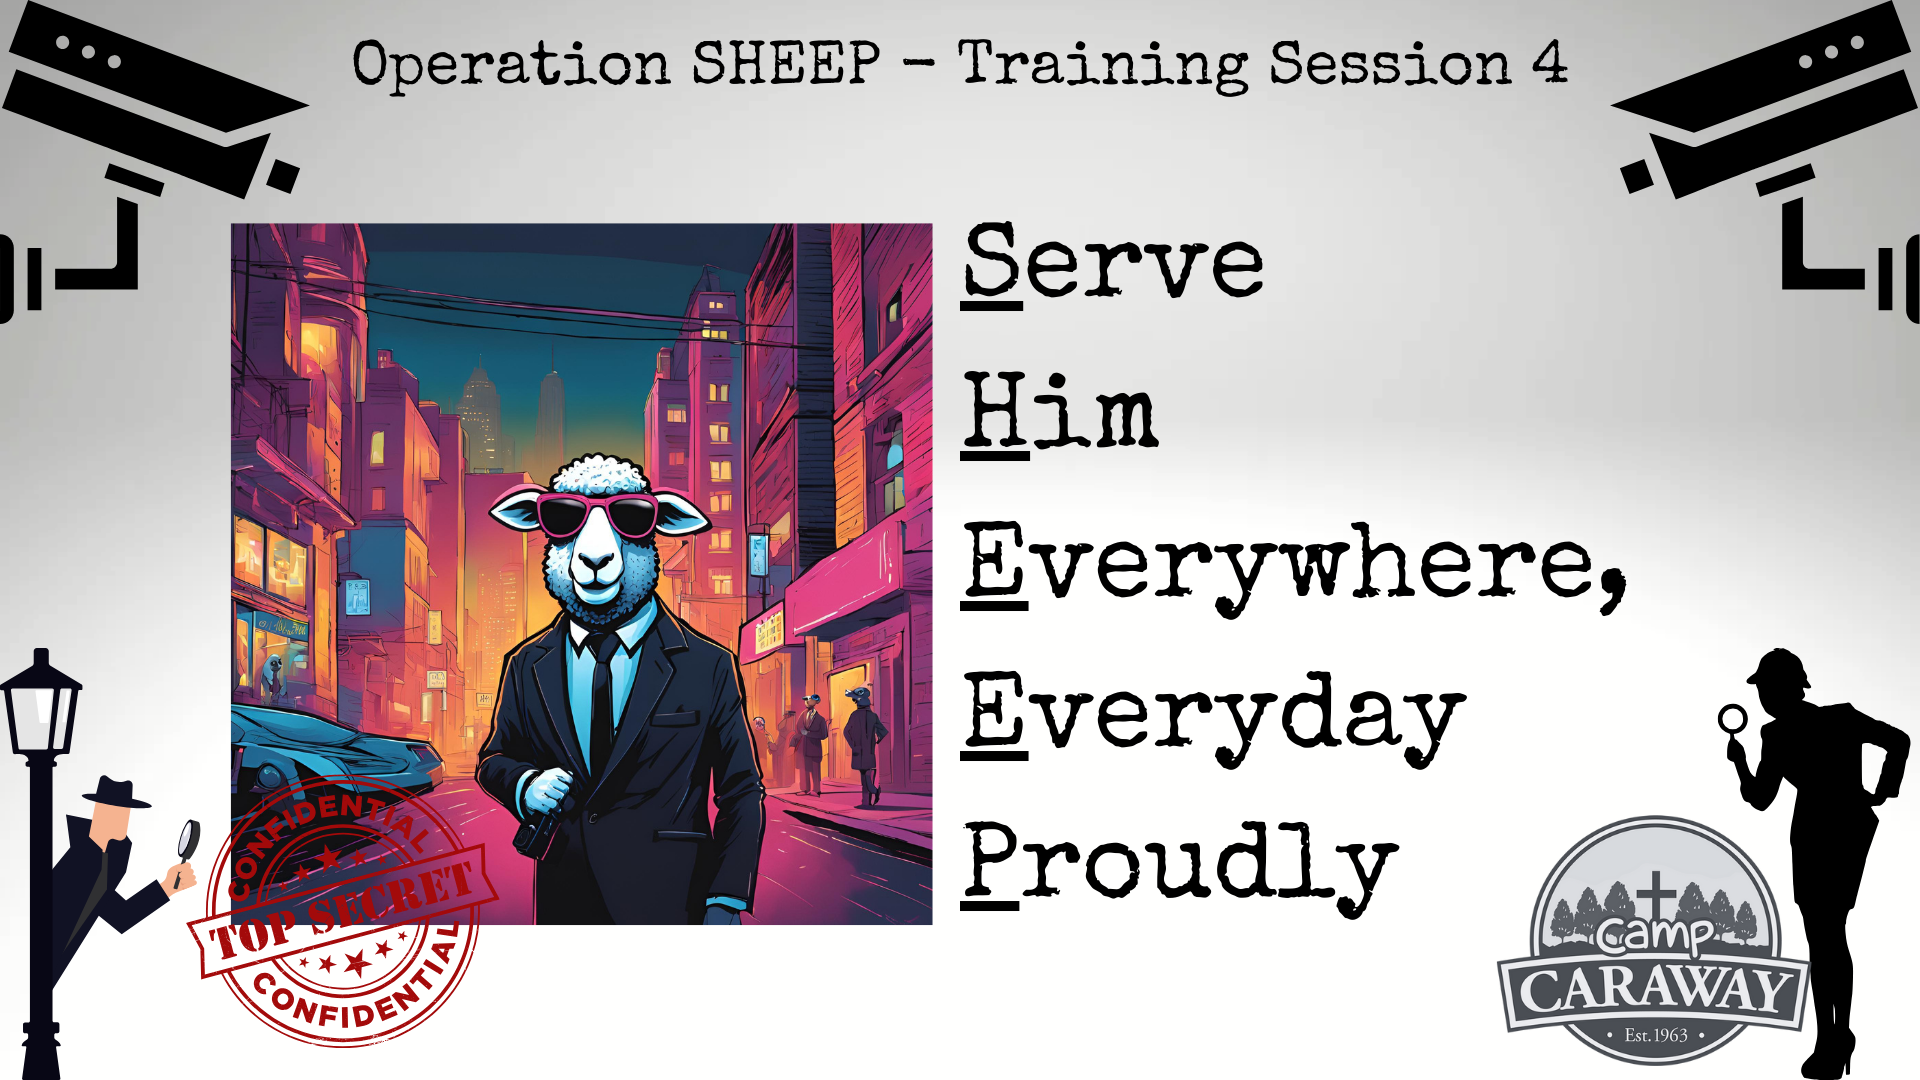 Operation SHEEP - Training Session 4
Serve
Him
Everywhere,
Everyday
Proudly
CONFIDENTIAL
TOP SECRET
CONFIDENTIAL
camp
CARAWAY
• Est. 1963 •